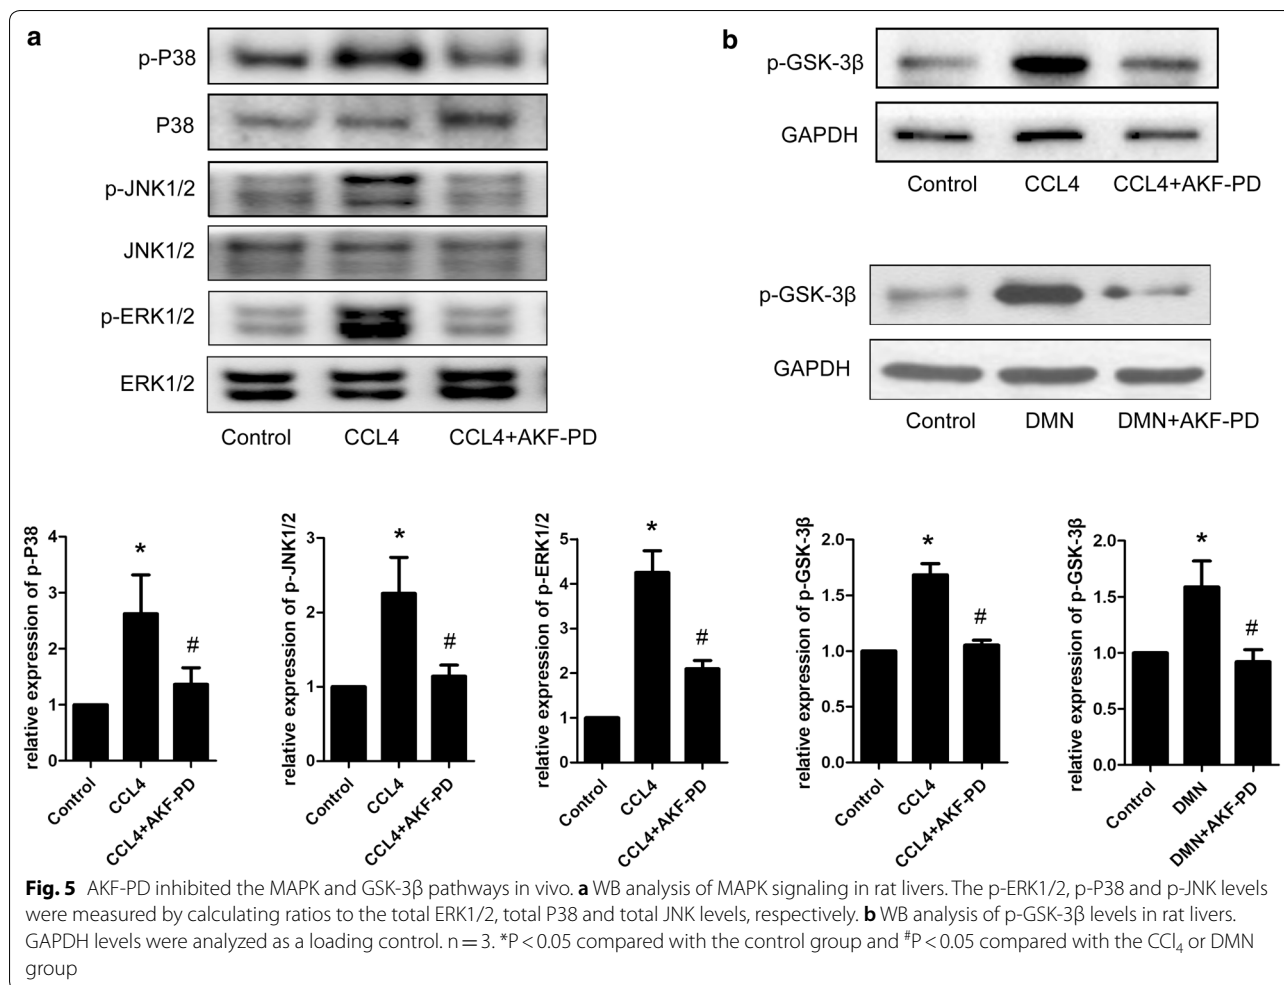 a
p-P38
P38
p-JNK1/2
JNK1/2
p-ERK1/2
ERK1/2
Control CCL4 CCL4+AKF-PD
b
p-GSK-3β
GAPDH
Control CCL4 CCL4+AKF-PD
p-GSK-3β
GAPDH
Control DMN DMN+AKF-PD
relative expression of p-P38
4
3
2
1
0
*
#
Control
CCL4
CCL4+AKF-PD
relative expression of p-JNK1/2
3
2
1
0
*
#
Control
CCL4
CCL4+AKF-PD
relative expression of p-ERK1/2
5
4
3
2
1
0
*
#
Control
CCL4
CCL4+AKF-PD
relative expression of p-GSK-3β
2.0
1.5
1.0
0.5
0.0
*
#
Control
CCL4
CCL4+AKF-PD
relative expression of p-GSK-3β
2.0
1.5
1.0
0.5
0.0
*
#
Control
DMN
DMN+AKF-PD
Fig. 5 AKF-PD inhibited the MAPK and GSK-3β pathways in vivo. a WB analysis of MAPK signaling in rat livers. The p-ERK1/2, p-P38 and p-JNK levels
were measured by calculating ratios to the total ERK1/2, total P38 and total JNK levels, respectively. b WB analysis of p-GSK-3β levels in rat livers.
GAPDH levels were analyzed as a loading control. n = 3. *P < 0.05 compared with the control group and #P < 0.05 compared with the CCl4 or DMN
group